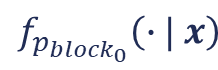 f_{p_{block_0}}(· | x)